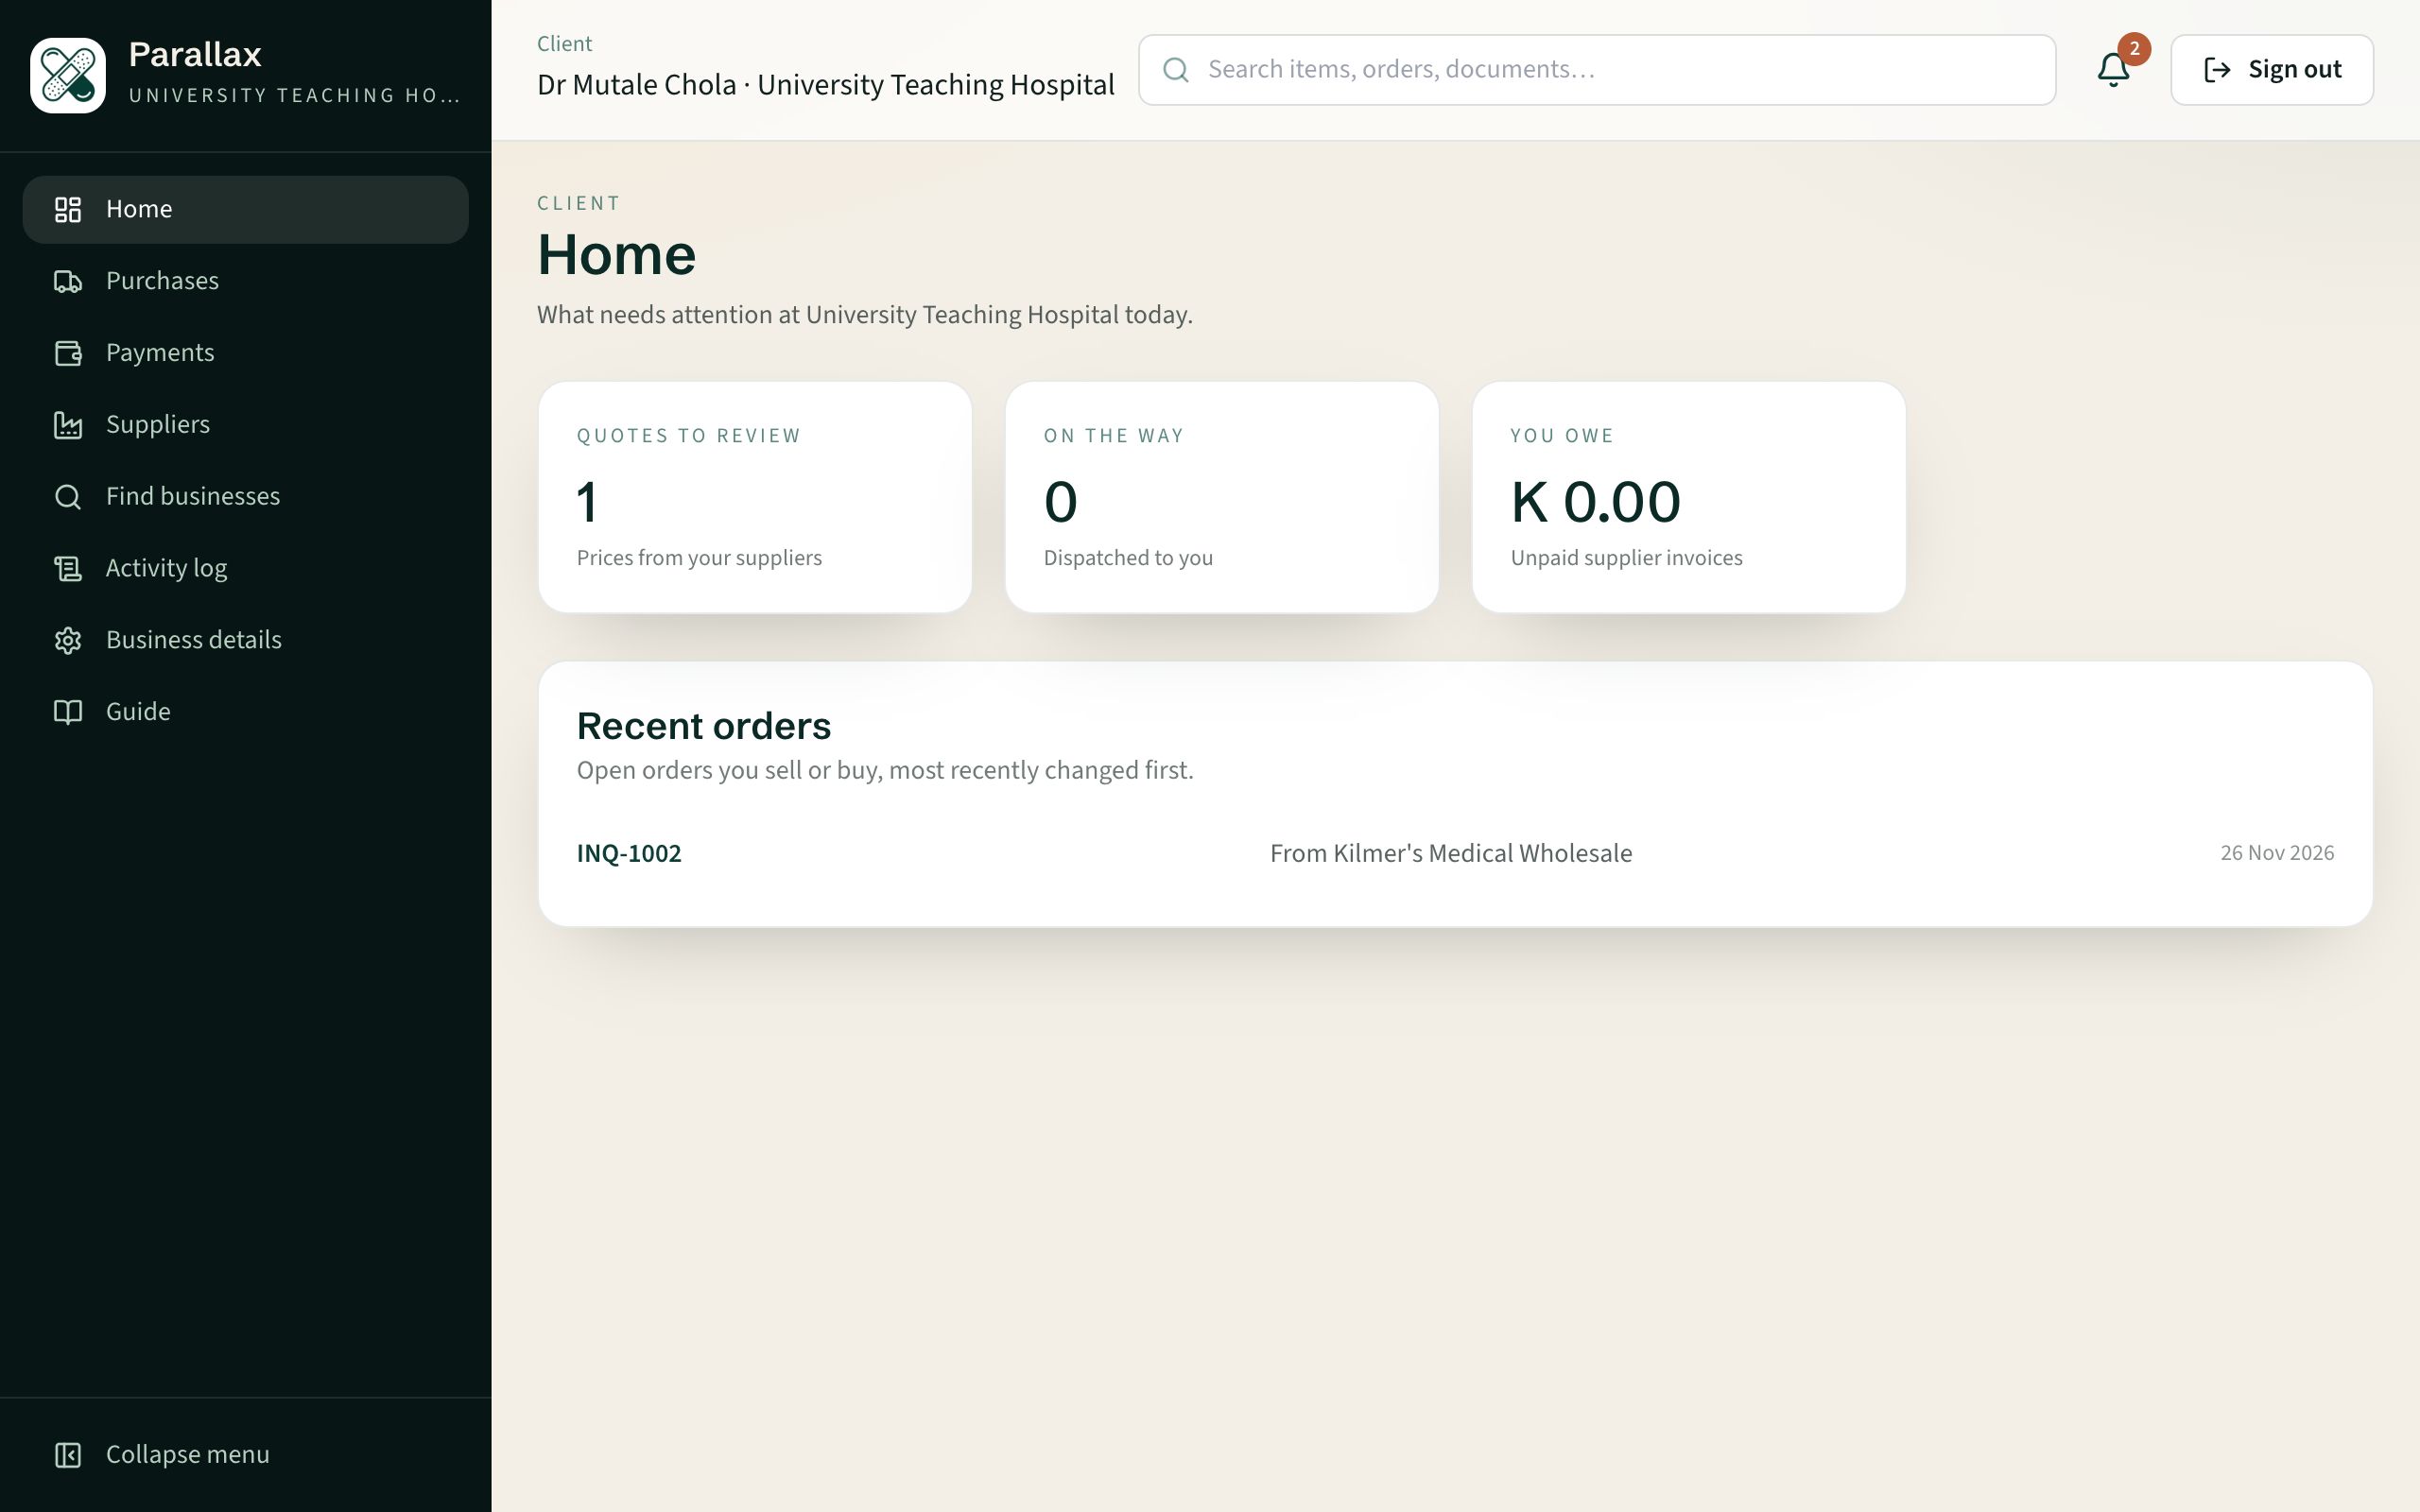 Parallax
UNIVERSITY TEACHING HO...
Home
Purchases
Payments
Suppliers
Find businesses
Activity log
Business details
Guide
Collapse menu
Client
Dr Mutale Chola · University Teaching Hospital
Search items, orders, documents...
2
Sign out
CLIENT
Home
What needs attention at University Teaching Hospital today.
QUOTES TO REVIEW
1
Prices from your suppliers
ON THE WAY
0
Dispatched to you
YOU OWE
K 0.00
Unpaid supplier invoices
Recent orders
Open orders you sell or buy, most recently changed first.
INQ-1002 From Kilmer's Medical Wholesale 26 Nov 2026